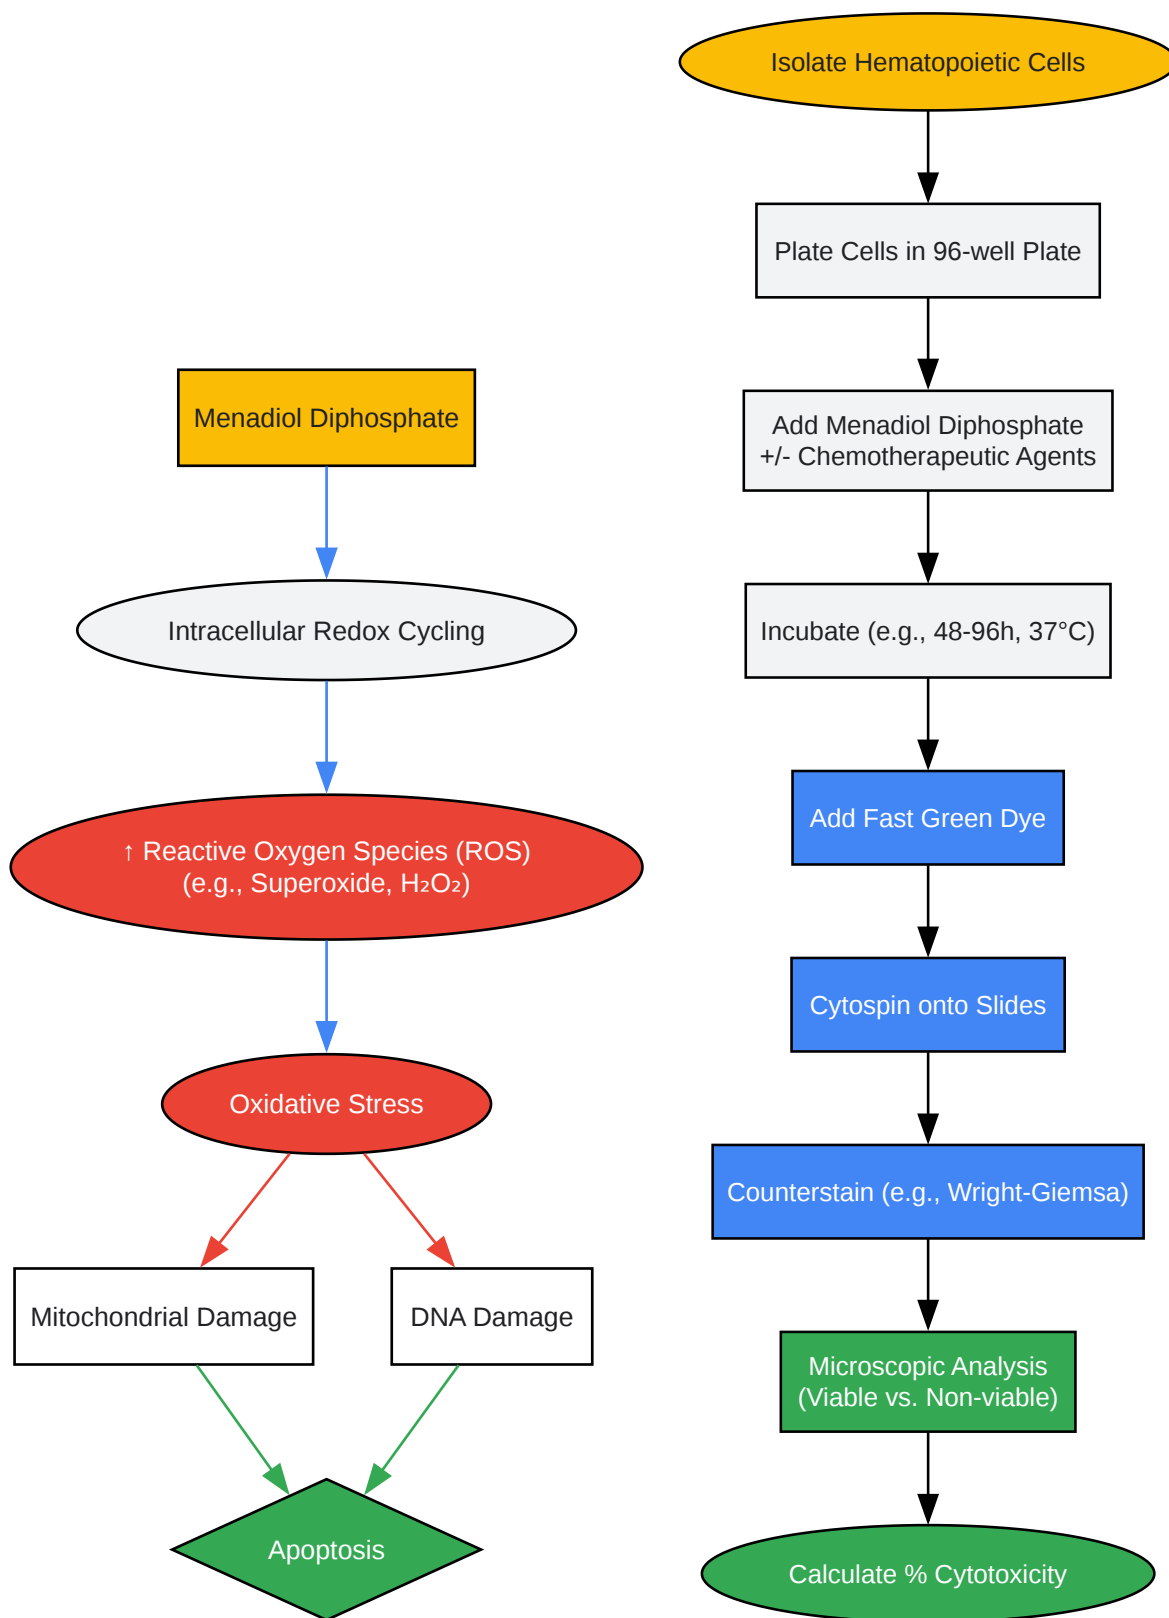 Menadiol Diphosphate
Intracellular Redox Cycling
↑ Reactive Oxygen Species (ROS)
(e.g., Superoxide, H₂O₂)
Oxidative Stress
Mitochondrial Damage
DNA Damage
Apoptosis
Isolate Hematopoietic Cells
Plate Cells in 96-well Plate
Add Menadiol Diphosphate
+/- Chemotherapeutic Agents
Incubate (e.g., 48-96h, 37°C)
Add Fast Green Dye
Cytospin onto Slides
Counterstain (e.g., Wright-Giemsa)
Microscopic Analysis
(Viable vs. Non-viable)
Calculate % Cytotoxicity